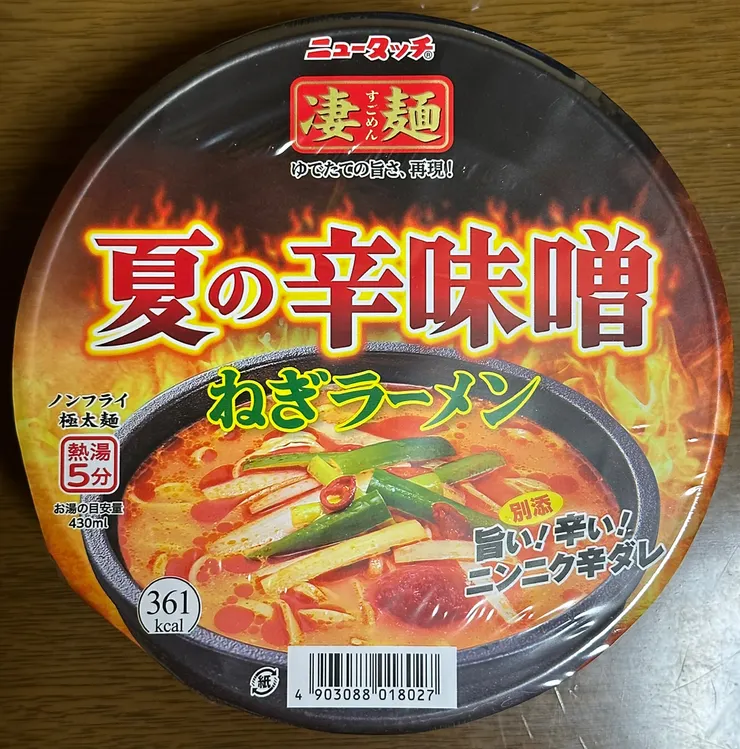 ニュータッチ®
凄麺
すごめん
ゆでたての旨さ、再現!
夏の辛味噌
ねぎラーメン
ノンフライ
極太麺
熱湯
5分
お湯の目安量
430ml
別添
旨い!辛い!
ニンニク辛ダレ
361
kcal
紙
4 903088 018027